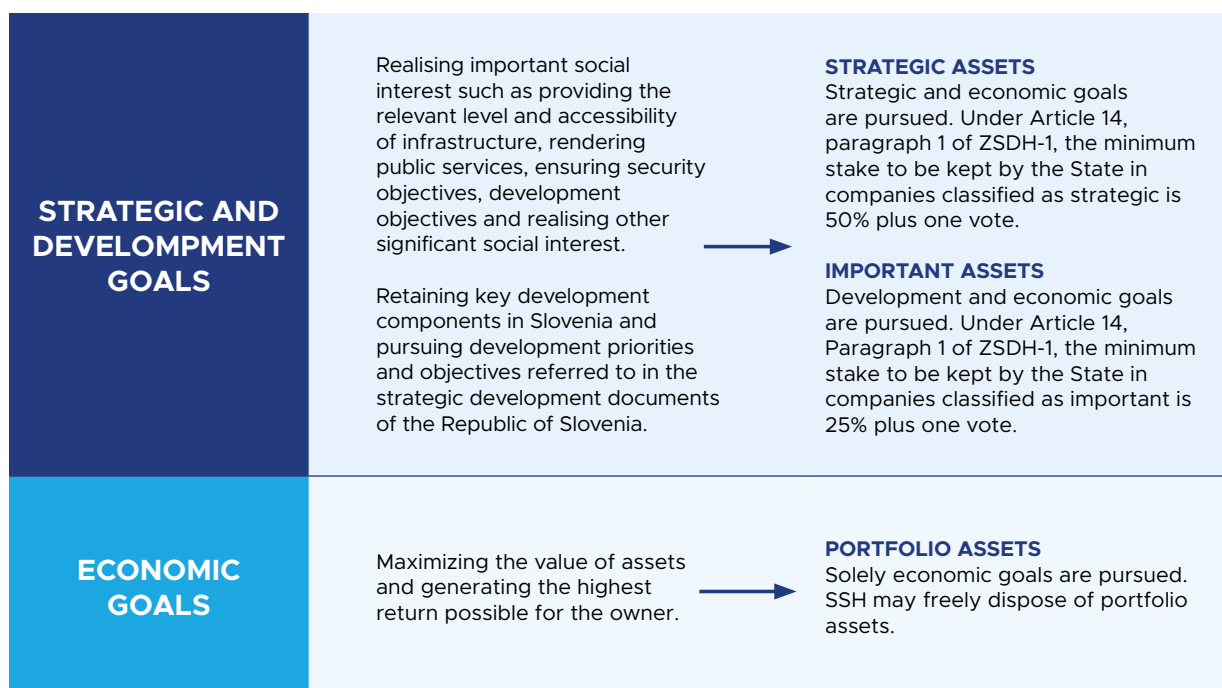 STRATEGIC AND
DEVELOMPMENT
GOALS
Realising important social
interest such as providing the
relevant level and accessibility
of infrastructure, rendering
public services, ensuring security
objectives, development
objectives and realising other
significant social interest.
Retaining key development
components in Slovenia and
pursuing development priorities
and objectives referred to in the
strategic development documents
of the Republic of Slovenia.
STRATEGIC ASSETS
Strategic and economic goals
are pursued. Under Article 14,
paragraph 1 of ZSDH-1, the minimum
stake to be kept by the State in
companies classified as strategic is
50% plus one vote.
IMPORTANT ASSETS
Development and economic goals
are pursued. Under Article 14,
Paragraph 1 of ZSDH-1, the minimum
stake to be kept by the State in
companies classified as important is
25% plus one vote.
ECONOMIC
GOALS
Maximizing the value of assets
and generating the highest
return possible for the owner.
PORTFOLIO ASSETS
Solely economic goals are pursued.
SSH may freely dispose of portfolio
assets.